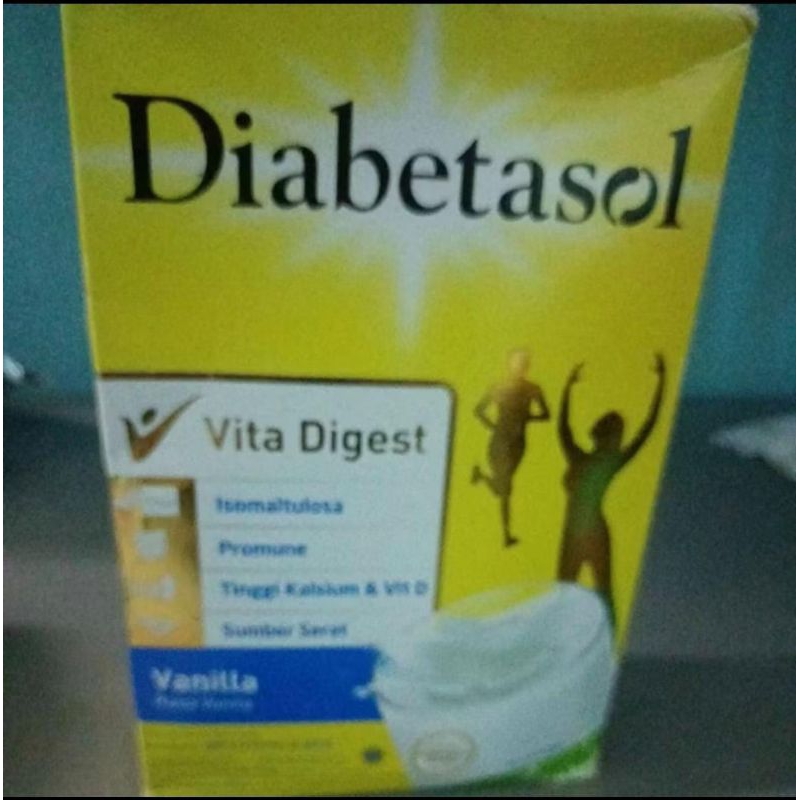 Diabetasol
Vita Digest
Isomaltulosa
Promune
Tinggi Kalsium & Vit D
Sumber Serat
Vanilla